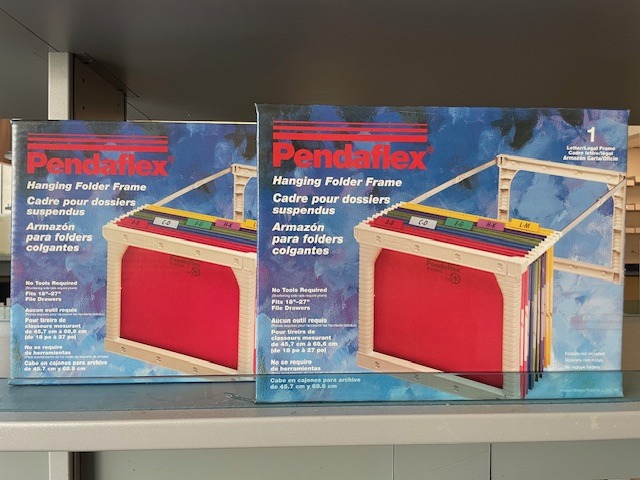 Pendaflex
Hanging Folder Frame
Cadre pour dossiers
suspendus
Armazón
para folders
colgantes
No Tools Required
Fits 18"-27"
File Drawers
Aucun outil requis
Pour tiroirs de
classeurs mesurant
de 45,7 cm à 68,6 cm
(de 18 po à 27 po)
No se requiere
de herramientas
Cabe en cajones para archivo
de 45.7 cm y 68.6 cm
C-D
F-G
H-K
Pendaflex
Hanging Folder Frame
Cadre pour dossiers
suspendus
Armazón
para folders
colgantes
No Tools Required
Fits 18"-27"
File Drawers
Aucun outil requis
Pour tiroirs de
classeurs mesurant
de 45,7 cm à 68,6 cm
(de 18 po à 27 po)
No se requiere
de herramientas
Cabe en cajones para archivo
de 45.7 cm y 68.6 cm
1
Letter/Legal Frame
Cadre lettre/légal
Armazón Carta/Oficio
C-D
F-G
H-K
L-M